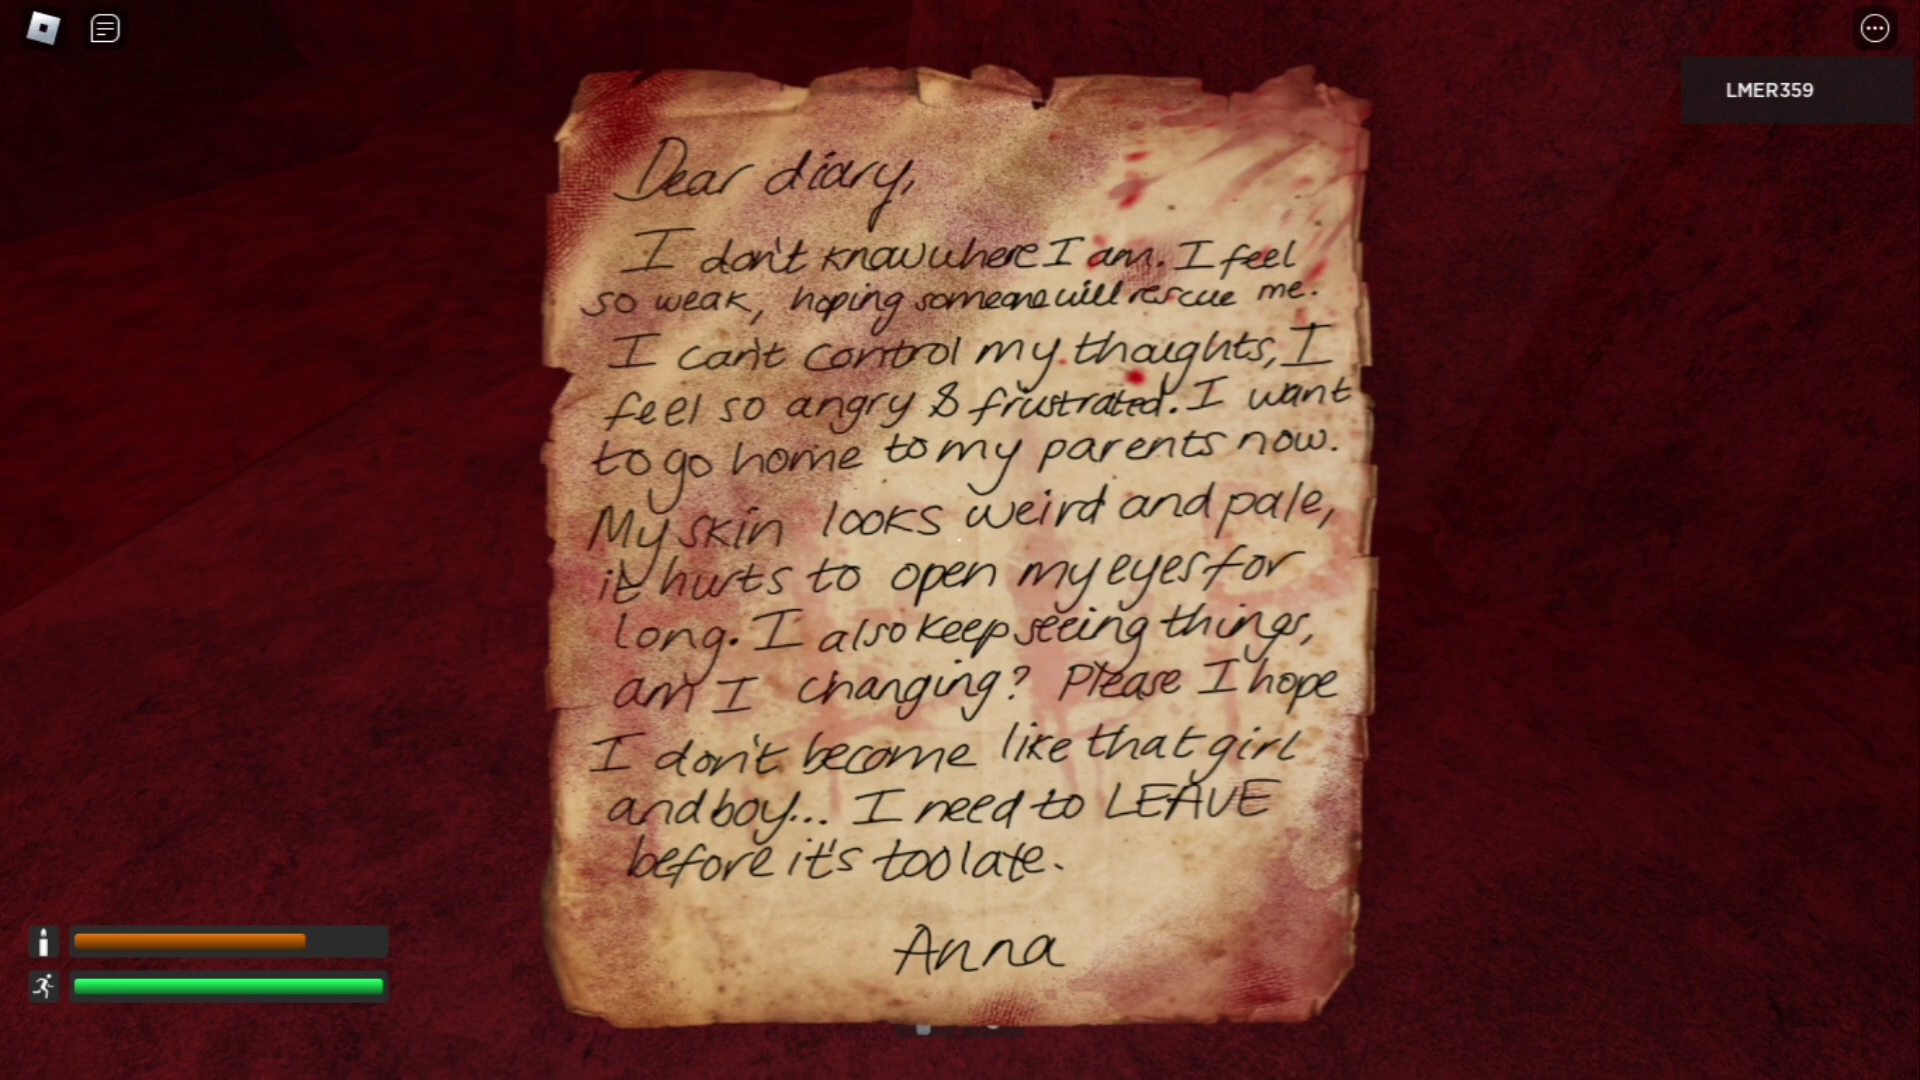 LMER359
Dear diary,
I don't know where I am. I feel
so weak, hoping someone will rescue me.
I can't control my thoughts, I
feel so angry & frustrated. I want
to go home to my parents now.
My skin looks weird and pale,
it hurts to open my eyes for
long. I also keep seeing things,
am I changing? Please I hope
I don't become like that girl
and boy... I need to LEAVE
before it's too late.
Anna